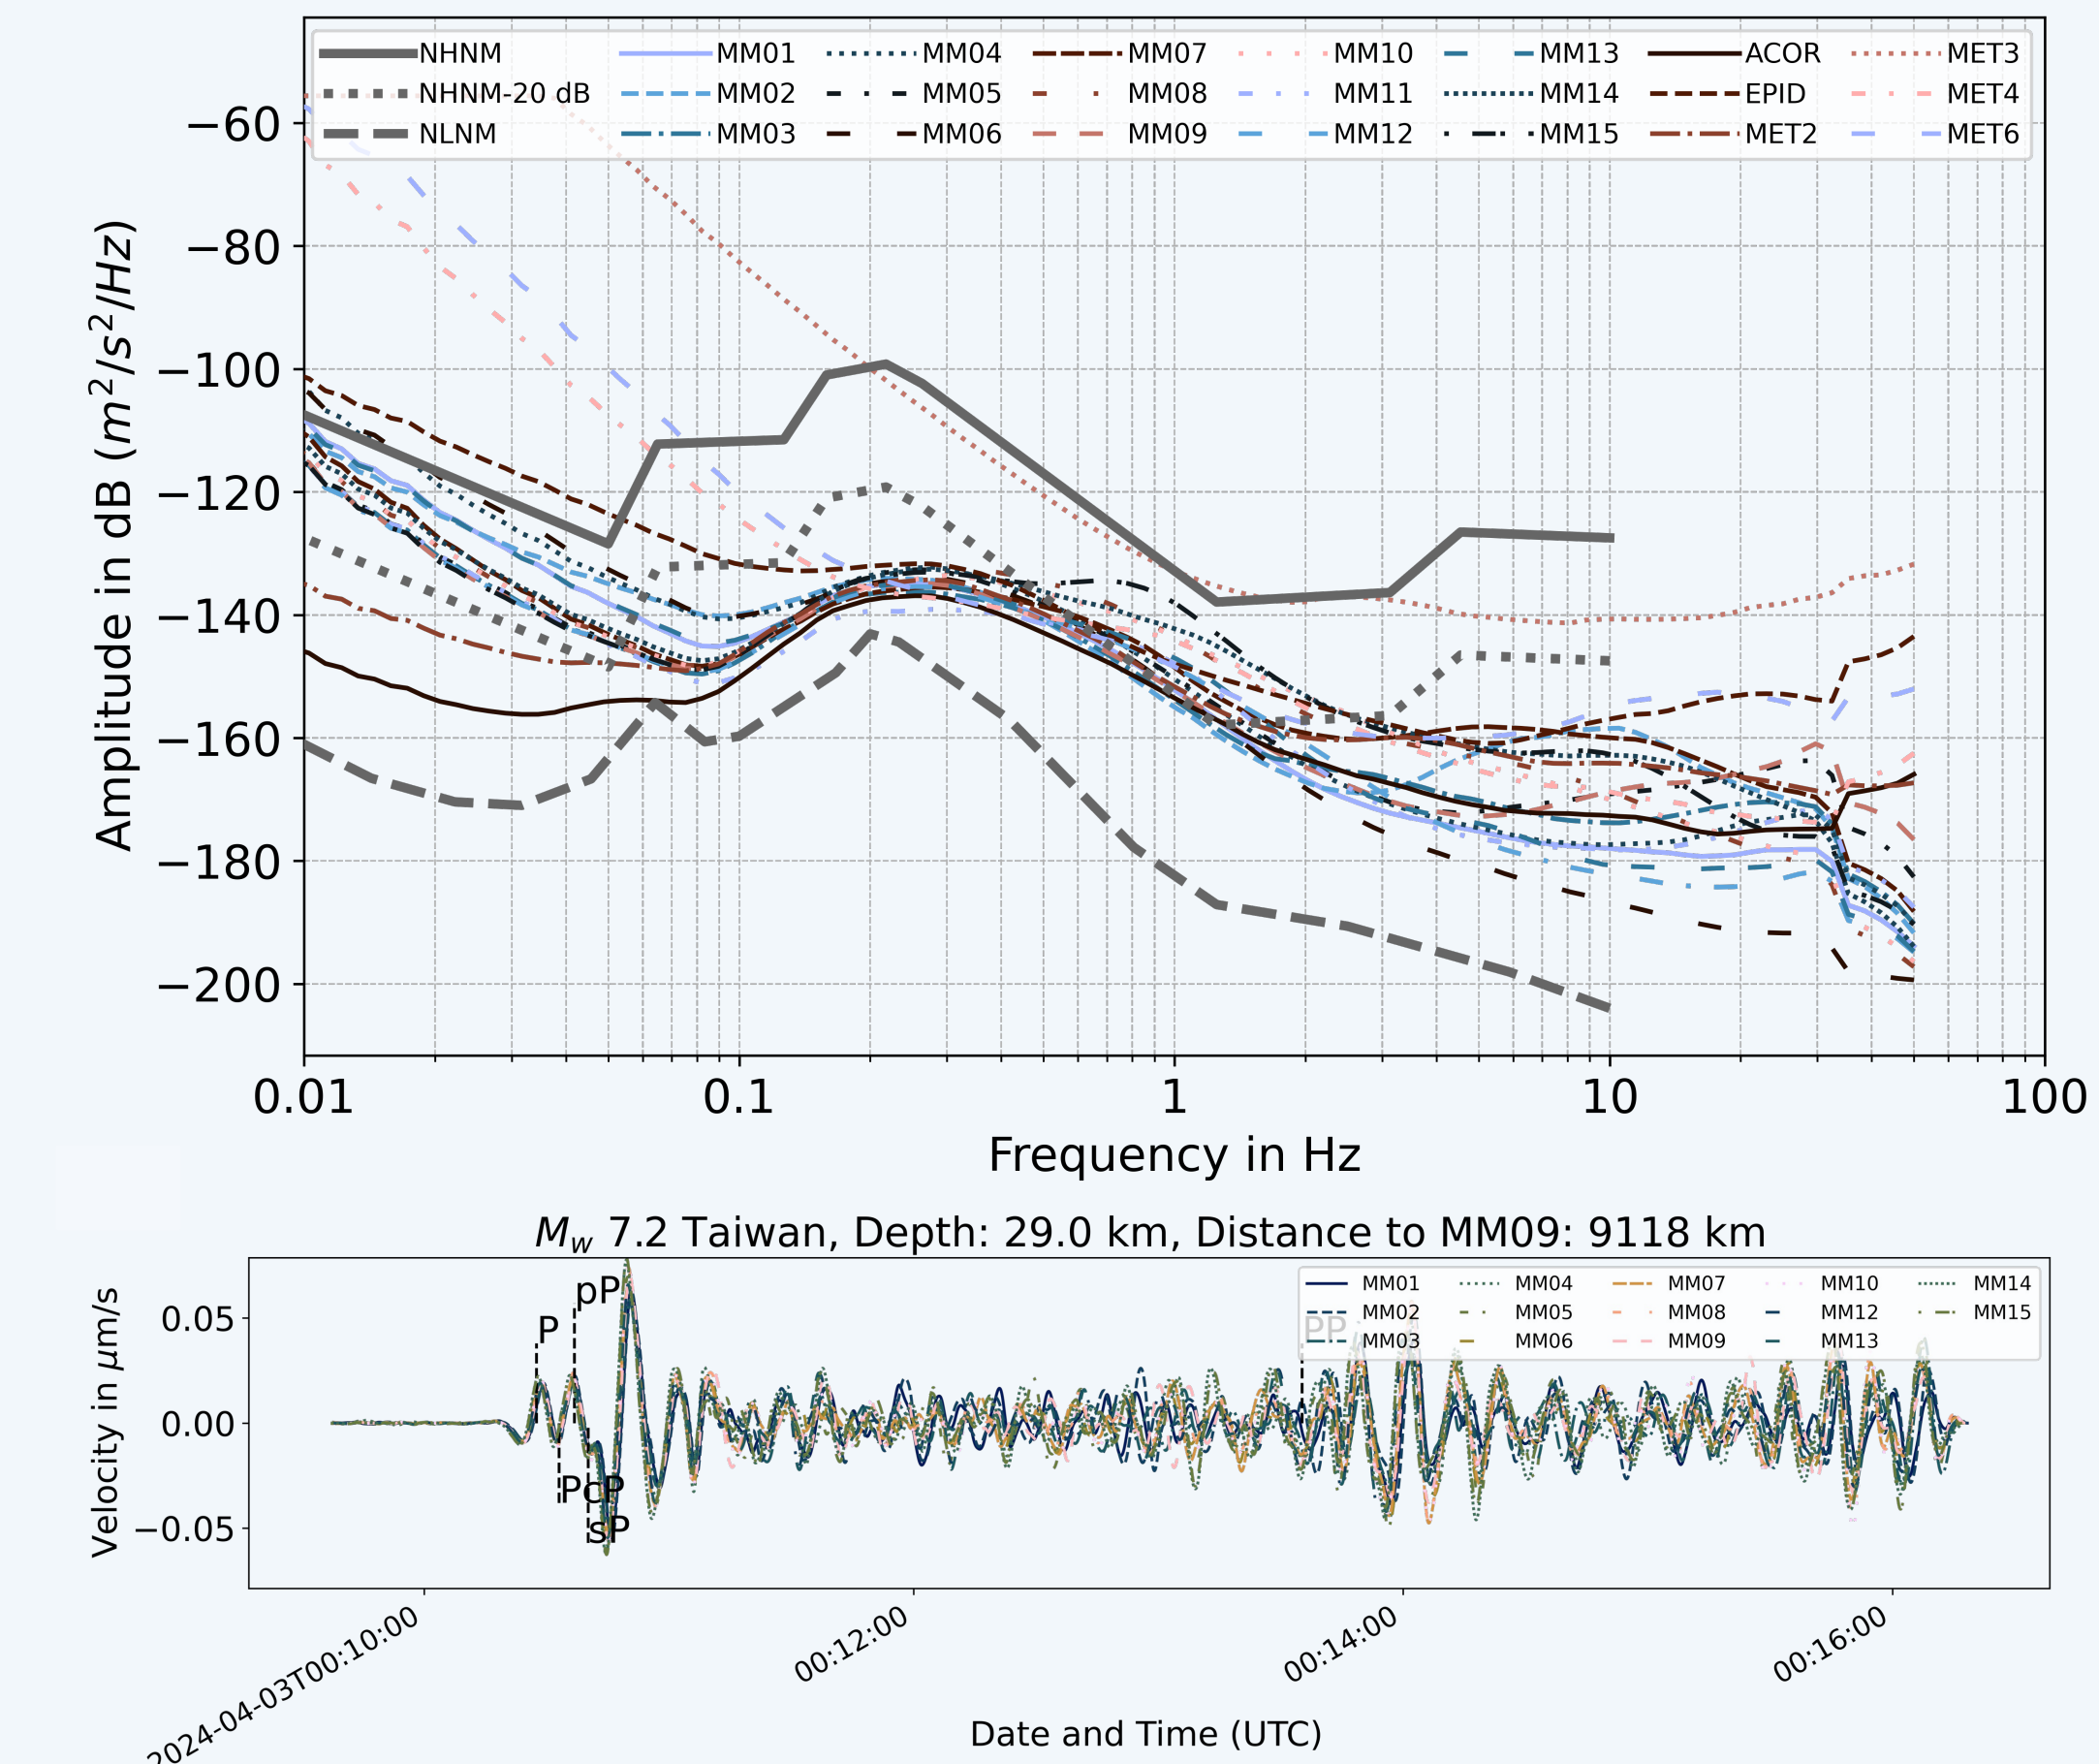 NHNM MM01 MM04 MM07 MM10 MM13 ACOR MET3
NHNM-20 dB MM02 MM05 MM08 MM11 MM14 EPID MET4
NLNM MM03 MM06 MM09 MM12 MM15 MET2 MET6
−60
−80
−100
−120
−140
−160
−180
−200
Amplitude in dB (m²/s²/Hz)
0.01 0.1 1 10 100
Frequency in Hz
M_w 7.2 Taiwan, Depth: 29.0 km, Distance to MM09: 9118 km
MM01 MM04 MM07 MM10 MM14
MM02 MM05 MM08 MM12 MM15
MM03 MM06 MM09 MM13
pP
P
PP
PcP
sP
0.05
0.00
−0.05
Velocity in μm/s
2024-04-03T00:10:00 00:12:00 00:14:00 00:16:00
Date and Time (UTC)